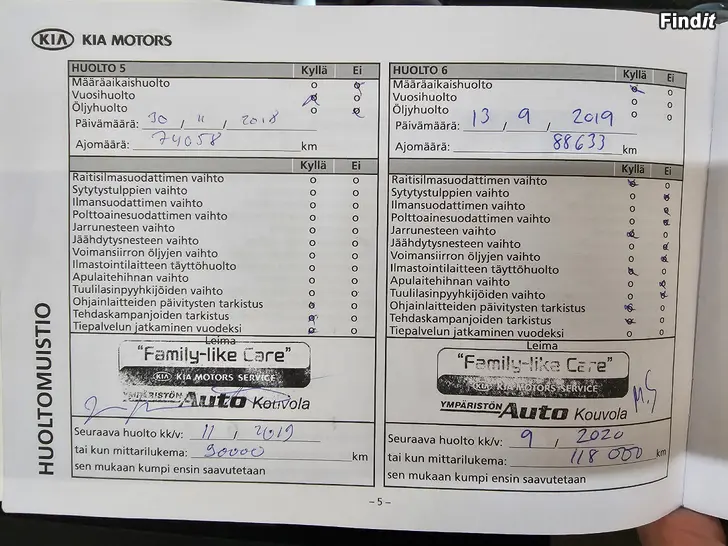 Findit
KIA KIA MOTORS
HUOLTOMUISTIO
HUOLTO 5 Kyllä Ei
Määräaikaishuolto o o
Vuosihuolto o o
Öljyhuolto o o
Päivämäärä: 30 , 11 , 2018
Ajomäärä: 74058 km
Kyllä Ei
Raitisilmasuodattimen vaihto o o
Sytytystulppien vaihto o o
Ilmansuodattimen vaihto o o
Polttoainesuodattimen vaihto o o
Jarrunesteen vaihto o o
Jäähdytysnesteen vaihto o o
Voimansiirron öljyjen vaihto o o
Ilmastointilaitteen täyttöhuolto o o
Apulaitehihnan vaihto o o
Tuulilasinpyyhkijöiden vaihto o o
Ohjainlaitteiden päivitysten tarkistus o o
Tehdaskampanjoiden tarkistus o o
Tiepalvelun jatkaminen vuodeksi o o
Leima
"Family-like Care"
KIA KIA MOTORS SERVICE
YMPÄRISTÖN Auto Kouvola
Seuraava huolto kk/v: 11 , 2019
tai kun mittarilukema: 90000 km
sen mukaan kumpi ensin saavutetaan
HUOLTO 6 Kyllä Ei
Määräaikaishuolto o o
Vuosihuolto o o
Öljyhuolto o o
Päivämäärä: 13 , 9 , 2019
Ajomäärä: 88633 km
Kyllä Ei
Raitisilmasuodattimen vaihto o o
Sytytystulppien vaihto o o
Ilmansuodattimen vaihto o o
Polttoainesuodattimen vaihto o o
Jarrunesteen vaihto o o
Jäähdytysnesteen vaihto o o
Voimansiirron öljyjen vaihto o o
Ilmastointilaitteen täyttöhuolto o o
Apulaitehihnan vaihto o o
Tuulilasinpyyhkijöiden vaihto o o
Ohjainlaitteiden päivitysten tarkistus o o
Tehdaskampanjoiden tarkistus o o
Tiepalvelun jatkaminen vuodeksi o o
Leima
"Family-like Care"
KIA KIA MOTORS SERVICE
YMPÄRISTÖN Auto Kouvola
M.S
Seuraava huolto kk/v: 9 , 2020
tai kun mittarilukema: 118 000 km
sen mukaan kumpi ensin saavutetaan
– 5 –